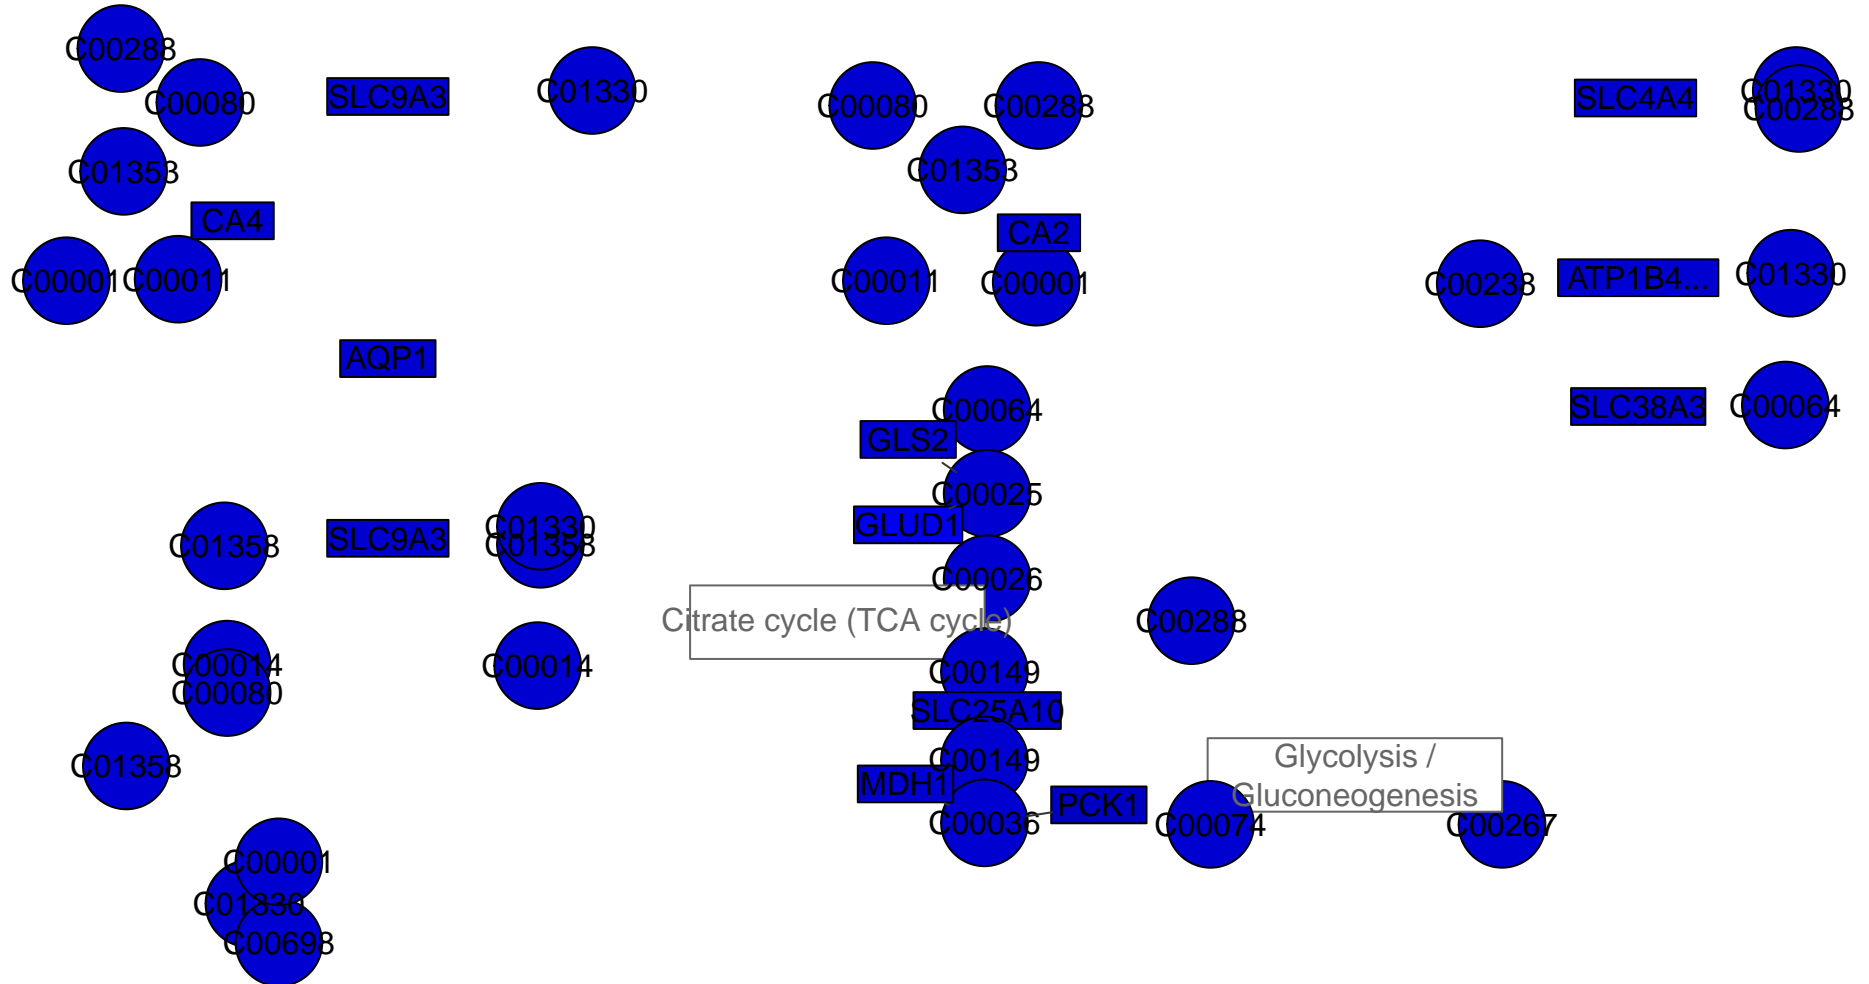 C00288
C00080
SLC9A3
C01330
C00080
C00288
SLC4A4
C01330
C00288
C01353
C01353
CA4
CA2
C00001
C00011
C00011
C00001
C00238
ATP1B4...
C01330
AQP1
C00064
SLC38A3
C00064
GLS2
C00025
GLUD1
C01358
SLC9A3
C01330
C01358
C00026
Citrate cycle (TCA cycle)
C00288
C00014
C00080
C00014
C00149
SLC25A10
C01358
C00149
Glycolysis /
Gluconeogenesis
MDH1
PCK1
C00036
C00074
C00267
C00001
C01330
C00698